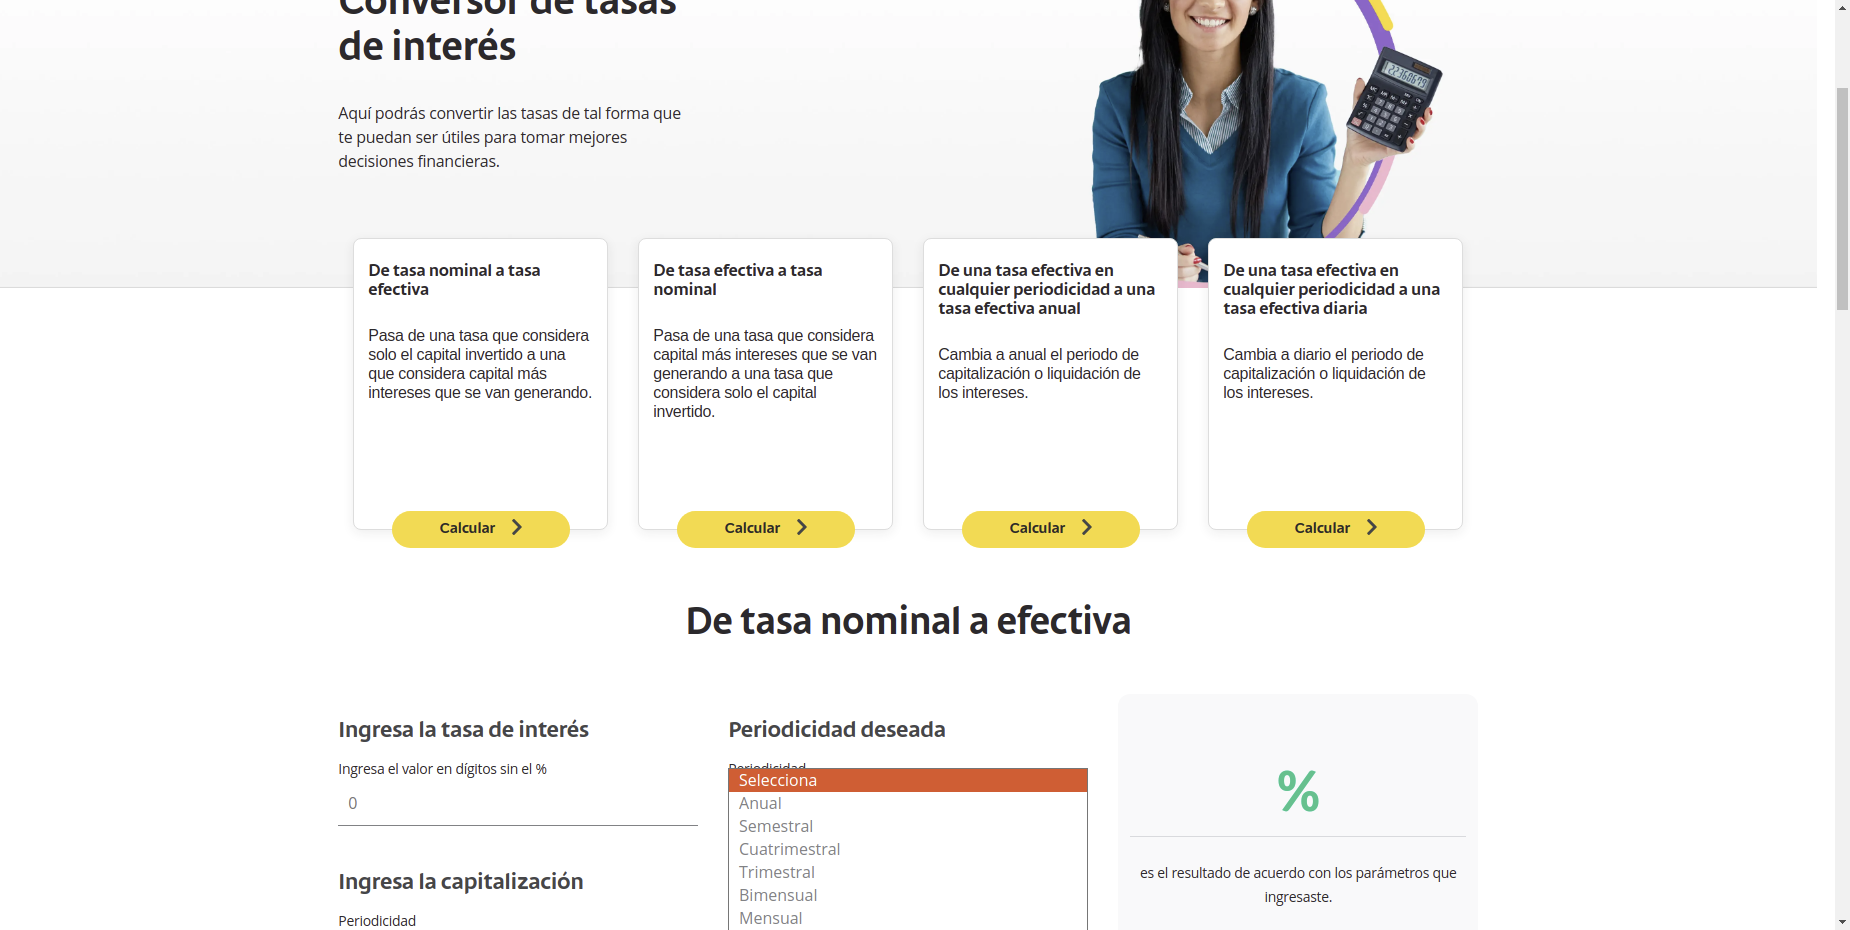 Conversor de tasas
de interés
Aquí podrás convertir las tasas de tal forma que
te puedan ser útiles para tomar mejores
decisiones financieras.
De tasa nominal a tasa
efectiva
Pasa de una tasa que considera
solo el capital invertido a una
que considera capital más
intereses que se van generando.
Calcular
De tasa efectiva a tasa
nominal
Pasa de una tasa que considera
capital más intereses que se van
generando a una tasa que
considera solo el capital
invertido.
Calcular
De una tasa efectiva en
cualquier periodicidad a una
tasa efectiva anual
Cambia a anual el periodo de
capitalización o liquidación de
los intereses.
Calcular
De una tasa efectiva en
cualquier periodicidad a una
tasa efectiva diaria
Cambia a diario el periodo de
capitalización o liquidación de
los intereses.
Calcular
De tasa nominal a efectiva
Ingresa la tasa de interés
Ingresa el valor en dígitos sin el %
0
Ingresa la capitalización
Periodicidad
Periodicidad deseada
Periodicidad
Selecciona
Anual
Semestral
Cuatrimestral
Trimestral
Bimensual
Mensual
%
es el resultado de acuerdo con los parámetros que
ingresaste.